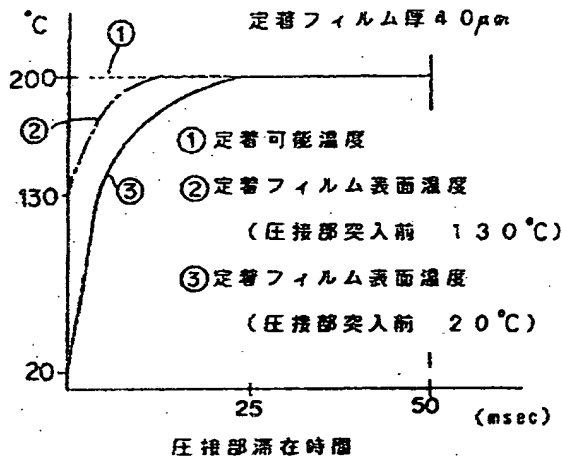 °C
定着フィルム厚40μm
①
200
②
①定着可能温度
130
③
②定着フィルム表面温度
(圧接部突入前 130°C)
③定着フィルム表面温度
(圧接部突入前 20°C)
20
25
50
(msec)
圧接部滞在時間